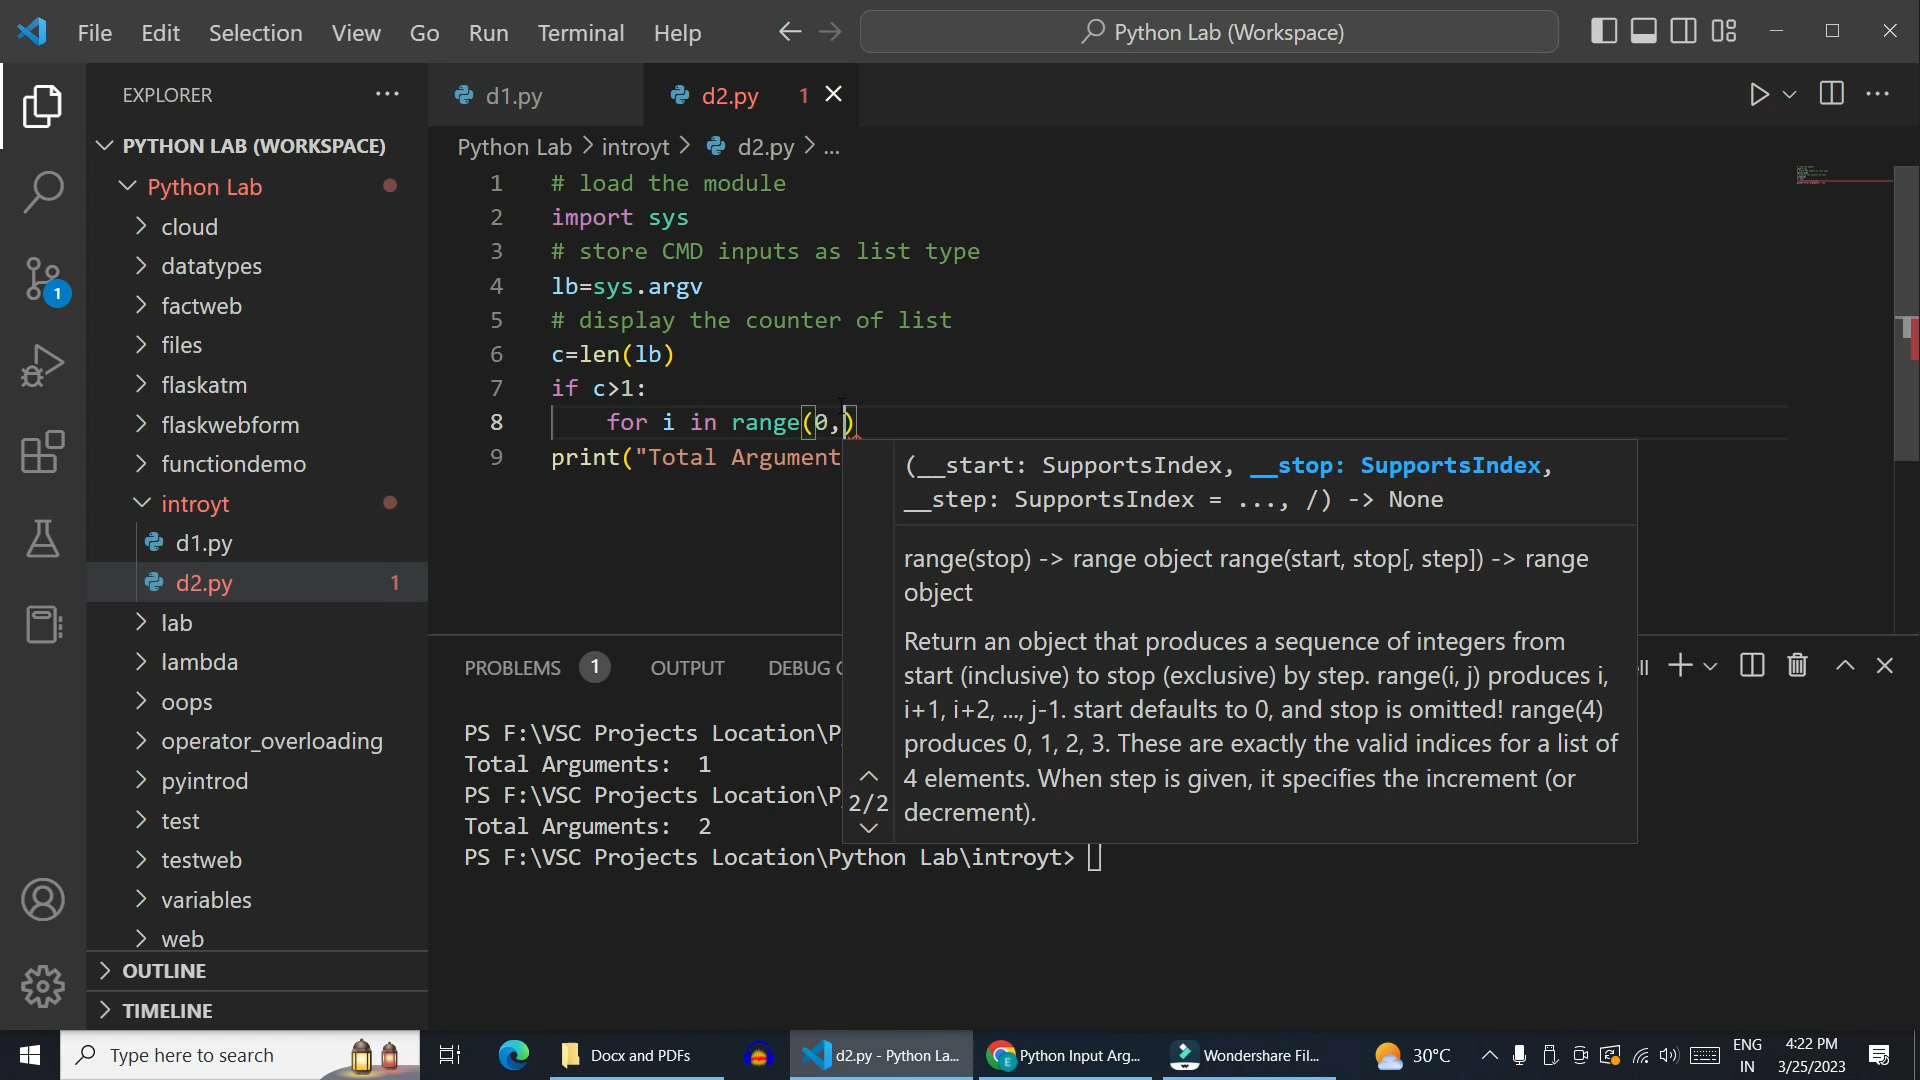 File Edit Selection View Go Run Terminal Help
Python Lab (Workspace)
EXPLORER
d1.py
d2.py 1
PYTHON LAB (WORKSPACE)
Python Lab > introyt > d2.py > ...
Python Lab
cloud
datatypes
factweb
files
flaskatm
flaskwebform
functiondemo
introyt
d1.py
d2.py 1
lab
lambda
oops
operator_overloading
pyintrod
test
testweb
variables
web
OUTLINE
TIMELINE
1
1 # load the module
2 import sys
3 # store CMD inputs as list type
4 lb=sys.argv
5 # display the counter of list
6 c=len(lb)
7 if c>1:
8 for i in range(0,)
9 print("Total Argument
(__start: SupportsIndex, __stop: SupportsIndex,
__step: SupportsIndex = ..., /) -> None
range(stop) -> range object range(start, stop[, step]) -> range
object
Return an object that produces a sequence of integers from
start (inclusive) to stop (exclusive) by step. range(i, j) produces i,
i+1, i+2, ..., j-1. start defaults to 0, and stop is omitted! range(4)
produces 0, 1, 2, 3. These are exactly the valid indices for a list of
4 elements. When step is given, it specifies the increment (or
decrement).
2/2
PROBLEMS 1 OUTPUT DEBUG
PS F:\VSC Projects Location\P
Total Arguments: 1
PS F:\VSC Projects Location\P
Total Arguments: 2
PS F:\VSC Projects Location\Python Lab\introyt>
Type here to search
Docx and PDFs
d2.py - Python La...
Python Input Arg...
Wondershare Fil...
30°C
ENG
IN
4:22 PM
3/25/2023